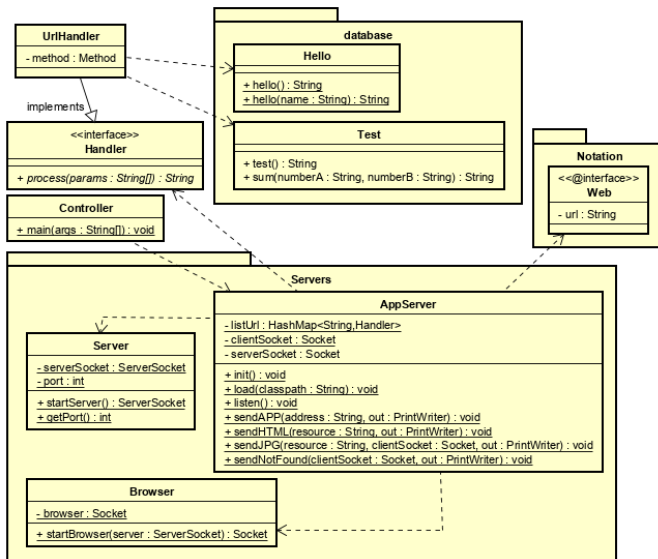 UrlHandler
- method : Method
implements
<<interface>>
Handler
+ process(params : String[]) : String
Controller
+ main(args : String[]) : void
database
Hello
+ hello() : String
+ hello(name : String) : String
Test
+ test() : String
+ sum(numberA : String, numberB : String) : String
Notation
<<@interface>>
Web
- url : String
Servers
AppServer
- listUrl : HashMap<String,Handler>
- clientSocket : Socket
- serverSocket : Socket
+ init() : void
+ load(classpath : String) : void
+ listen() : void
+ sendAPP(address : String, out : PrintWriter) : void
+ sendHTML(resource : String, out : PrintWriter) : void
+ sendJPG(resource : String, clientSocket : Socket, out : PrintWriter) : void
+ sendNotFound(clientSocket : Socket, out : PrintWriter) : void
Server
- serverSocket : ServerSocket
- port : int
+ startServer() : ServerSocket
+ getPort() : int
Browser
- browser : Socket
+ startBrowser(server : ServerSocket) : Socket